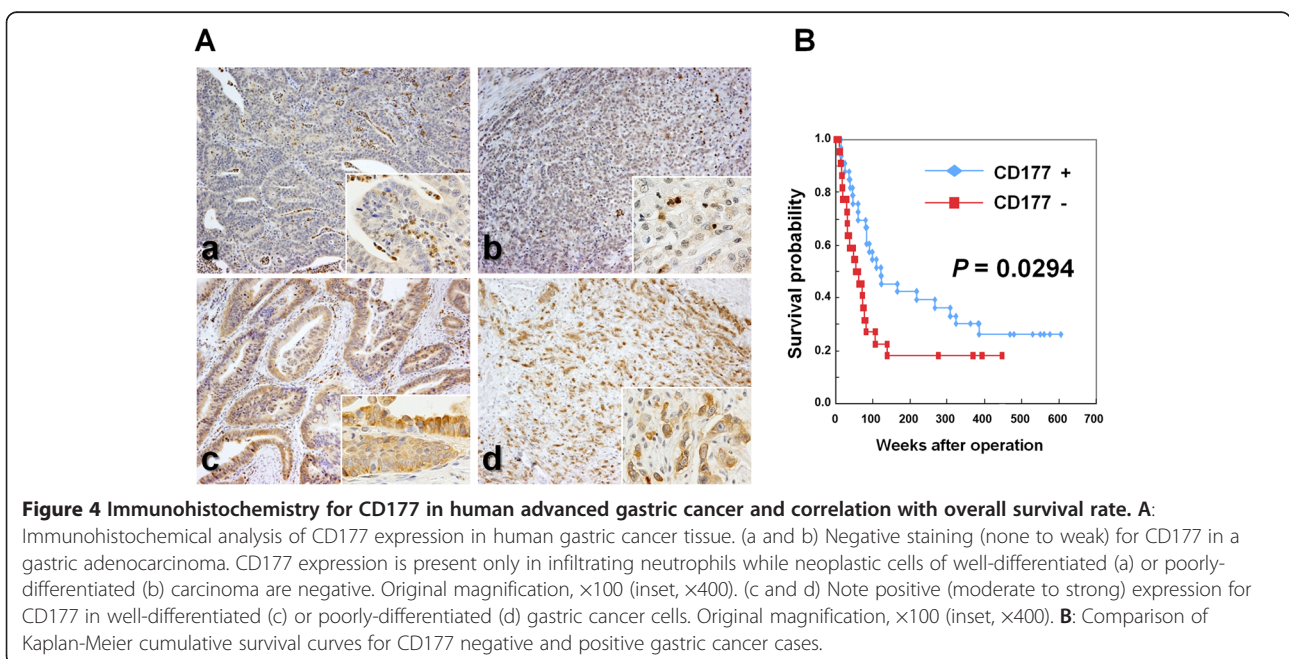 A
B
a
b
c
d
1.0
0.8
0.6
0.4
0.2
0.0
Survival probability
CD177 +
CD177 -
P = 0.0294
0 100 200 300 400 500 600 700
Weeks after operation
Figure 4 Immunohistochemistry for CD177 in human advanced gastric cancer and correlation with overall survival rate. A:
Immunohistochemical analysis of CD177 expression in human gastric cancer tissue. (a and b) Negative staining (none to weak) for CD177 in a
gastric adenocarcinoma. CD177 expression is present only in infiltrating neutrophils while neoplastic cells of well-differentiated (a) or poorly-
differentiated (b) carcinoma are negative. Original magnification, ×100 (inset, ×400). (c and d) Note positive (moderate to strong) expression for
CD177 in well-differentiated (c) or poorly-differentiated (d) gastric cancer cells. Original magnification, ×100 (inset, ×400). B: Comparison of
Kaplan-Meier cumulative survival curves for CD177 negative and positive gastric cancer cases.